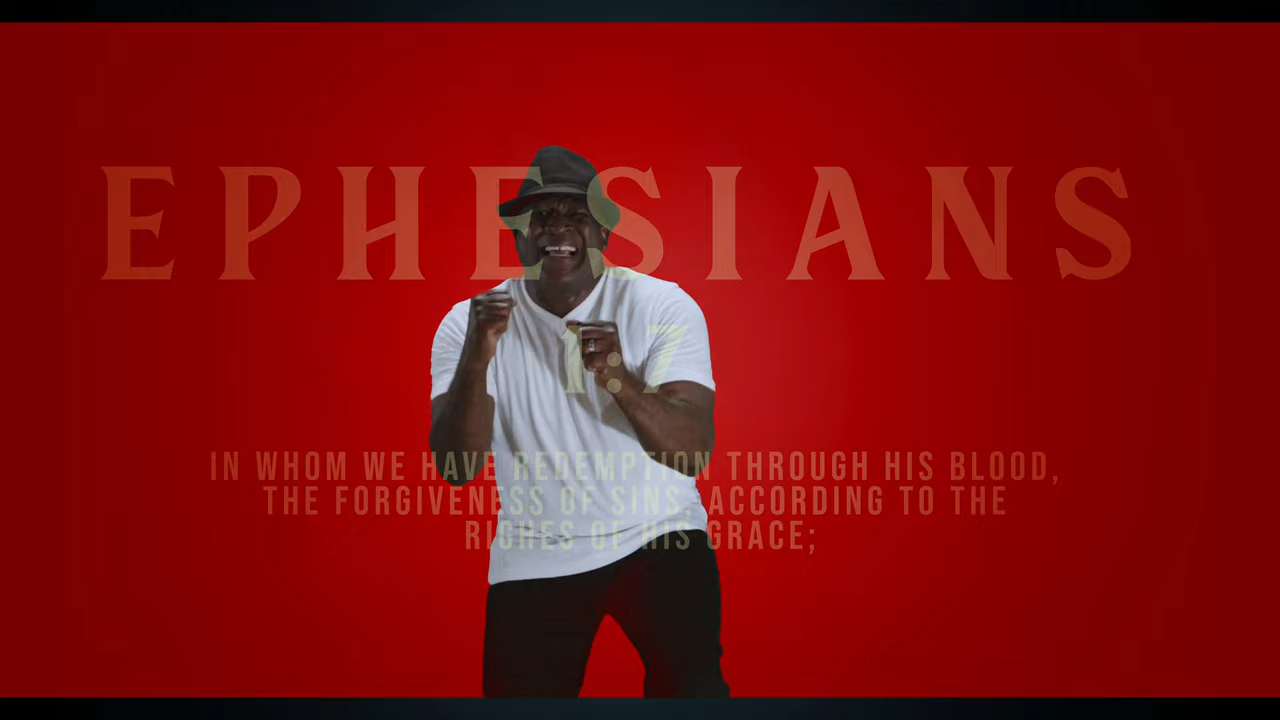 EPHESIANS
1:7
IN WHOM WE HAVE REDEMPTION THROUGH HIS BLOOD,
THE FORGIVENESS OF SINS, ACCORDING TO THE
RICHES OF HIS GRACE;